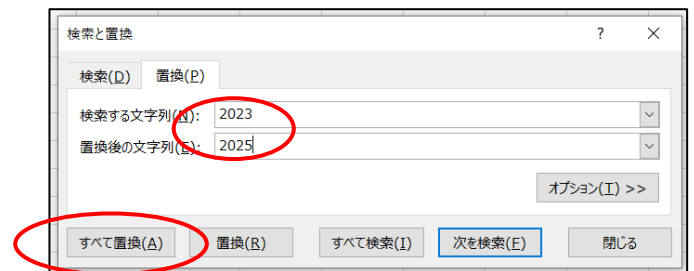 検索と置換 ? ×
検索(D) 置換(P)
検索する文字列(N): 2023
置換後の文字列(E): 2025
オプション(T) >>
すべて置換(A) 置換(R) すべて検索(I) 次を検索(F) 閉じる